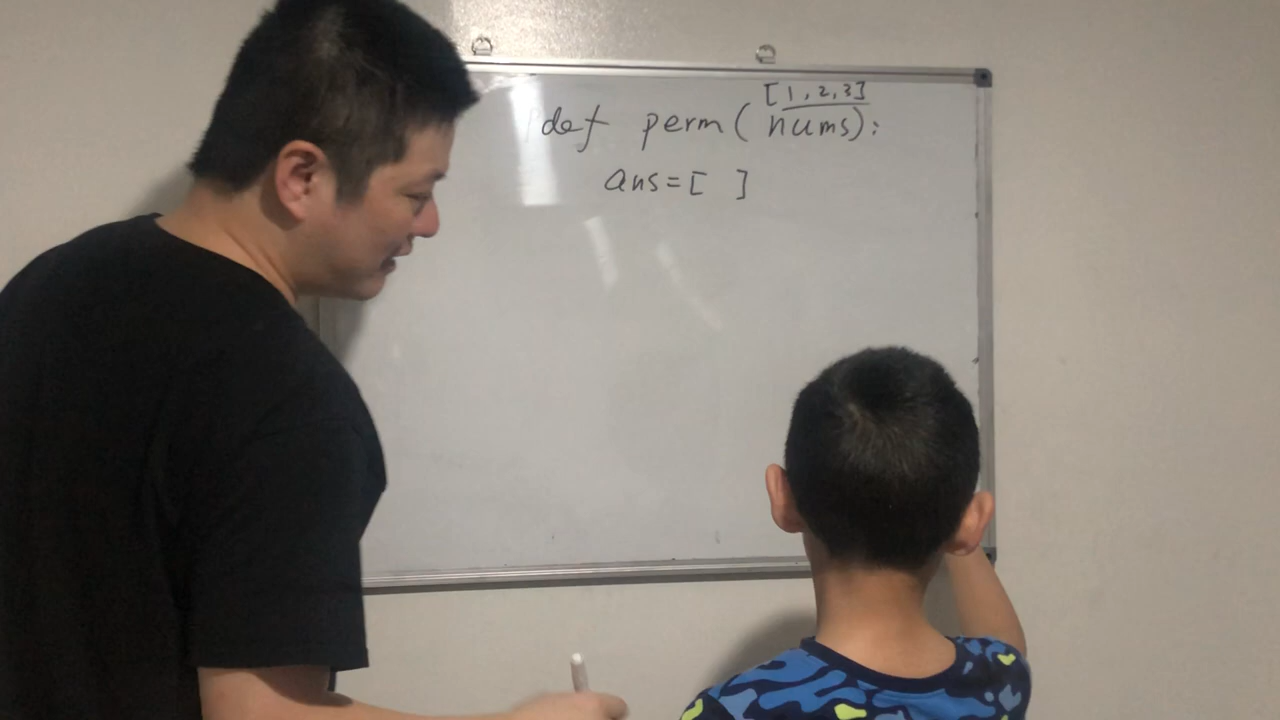 [1,2,3]
def perm(nums):
ans=[ ]